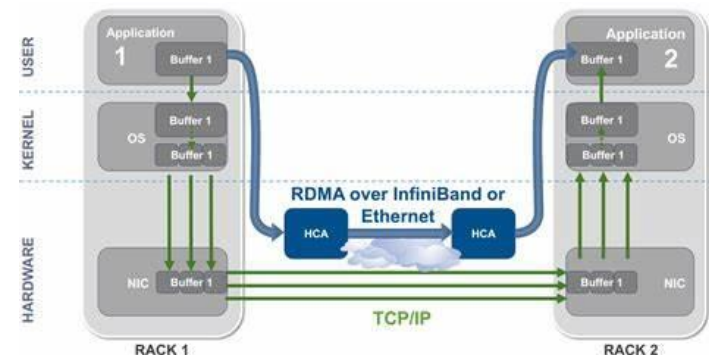 USER
KERNEL
HARDWARE
Application
1
Buffer 1
OS
Buffer 1
Buffer 1
NIC
Buffer 1
RACK 1
RDMA over InfiniBand or
Ethernet
HCA
HCA
TCP/IP
Application
2
Buffer 1
Buffer 1
OS
Buffer 1
Buffer 1
NIC
RACK 2